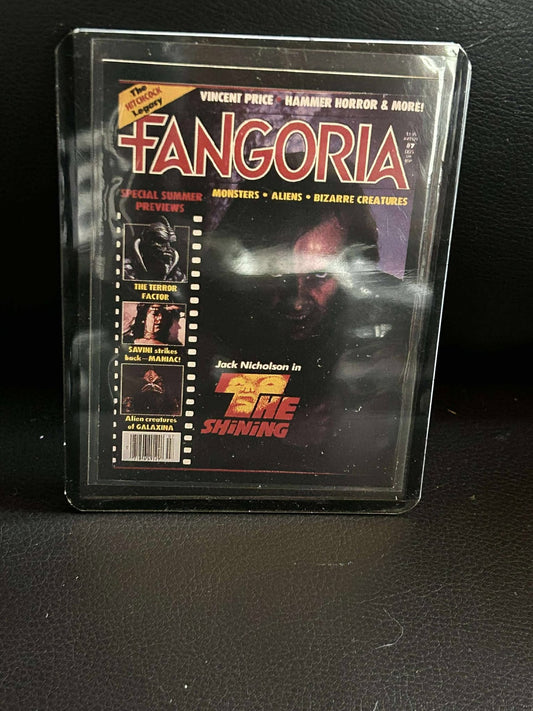 The
HITCHCOCK
Legacy
VINCENT PRICE HAMMER HORROR & MORE!
FANGORIA
#7
SPECIAL SUMMER
PREVIEWS
MONSTERS • ALIENS • BIZARRE CREATURES
THE TERROR
FACTOR
SAVINI strikes
back—MANIAC!
Alien creatures
of GALAXINA
Jack Nicholson in
THE
SHiNiNG